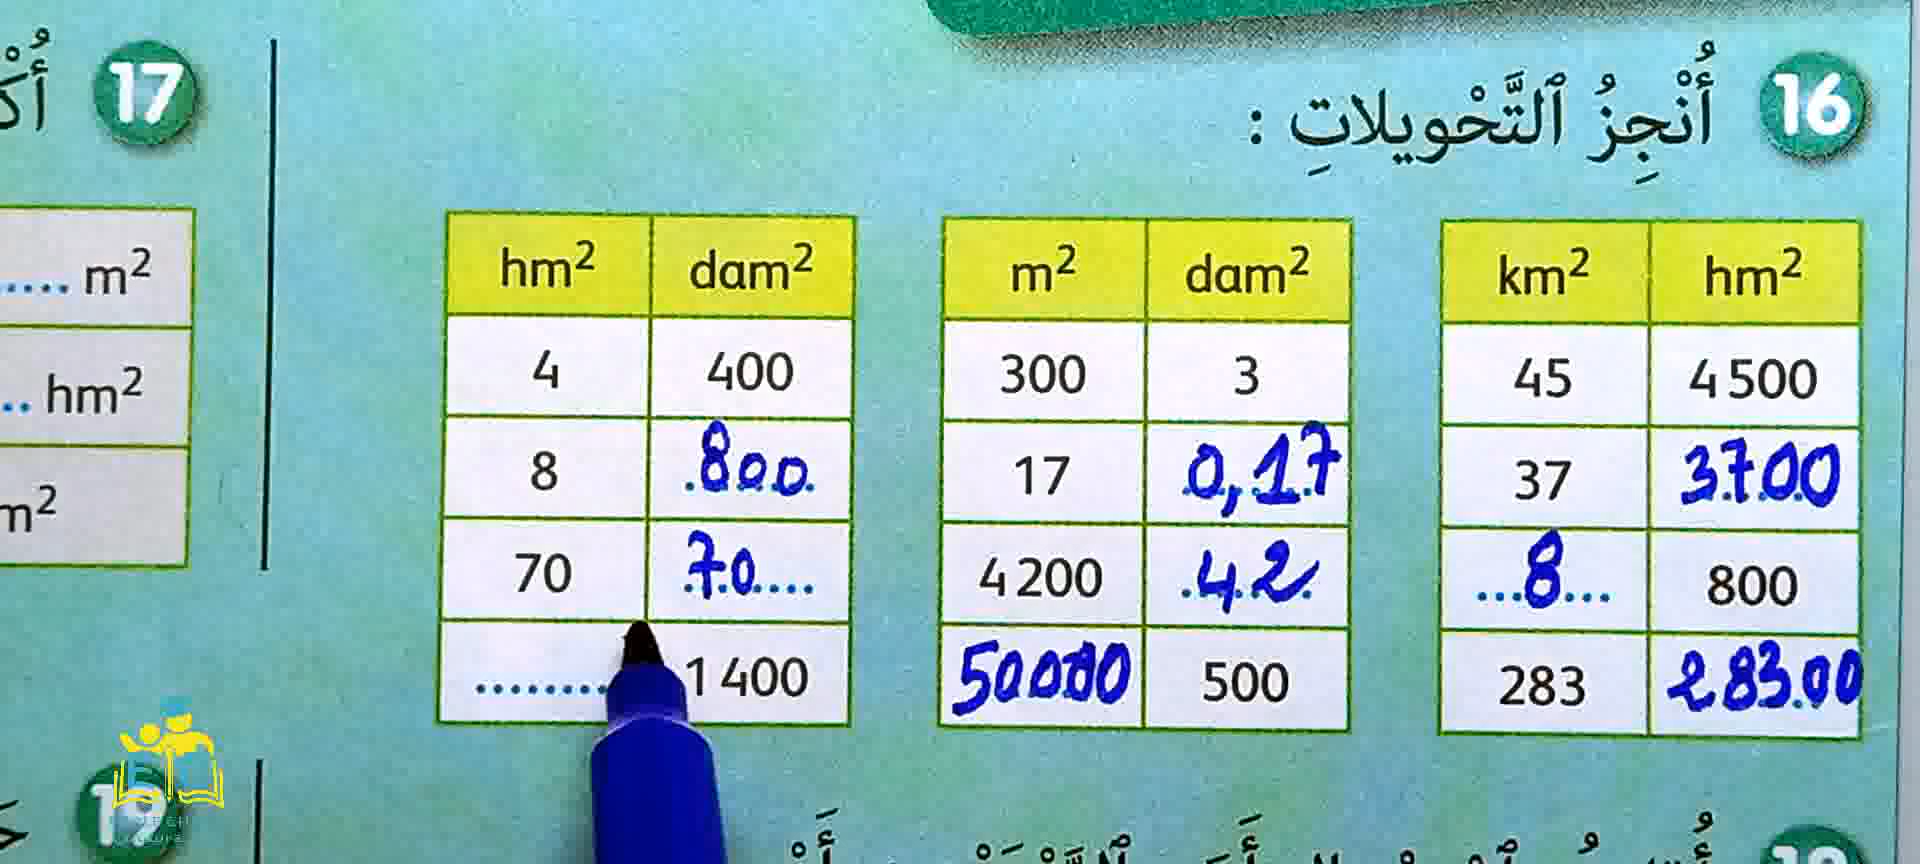 16 أُنْجِزُ ٱلتَّحْويلاتِ :
17
km² hm²
45 4 500
37 3700
8 800
283 28300
m² dam²
300 3
17 0,17
4 200 42
50000 500
hm² dam²
4 400
8 .800.
70 .70....
........ 1 400
..... m²
.. hm²
m²
19